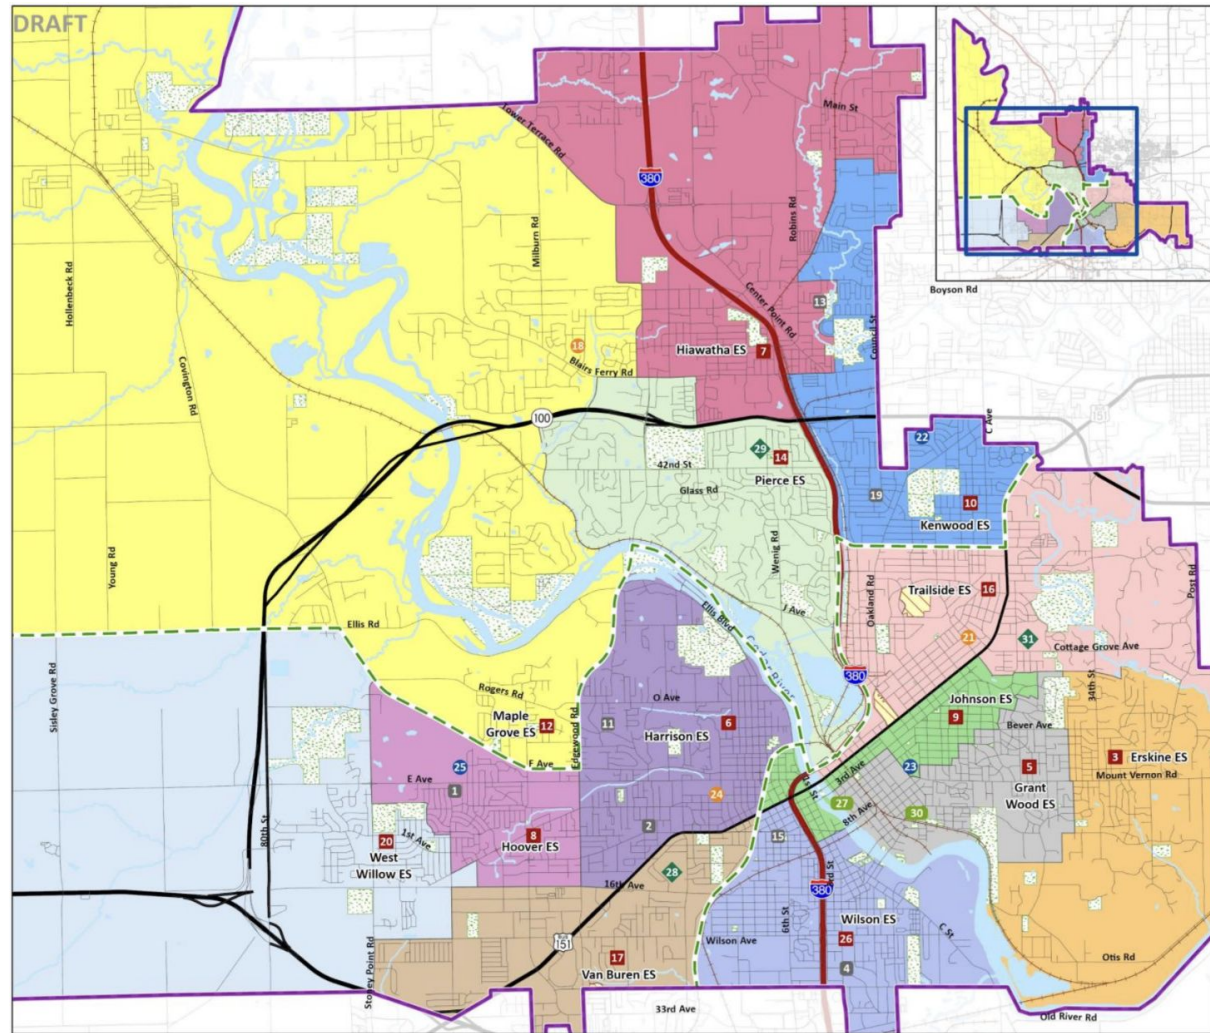 DRAFT
Main St
Lower Terrace Rd
380
Robins Rd
Milburn Rd
Hollenbeck Rd
Boyson Rd
Center Point Rd
13
Council St
18
Hiawatha ES
7
Blairs Ferry Rd
Covington Rd
100
C Ave
22
29
14
42nd St
Pierce ES
Glass Rd
19
10
Kenwood ES
Wenig Rd
Young Rd
Post Rd
Oakland Rd
Trailside ES
16
J Ave
Ellis Rd
Ellis Blvd
21
31
Cottage Grove Ave
Sisley Grove Rd
380
34th St
Rogers Rd
O Ave
Johnson ES
Maple
Grove ES
12
Edgewood Rd
11
6
Harrison ES
9
Bever Ave
F Ave
25
E Ave
1
3rd Ave
23
5
Grant
Wood ES
3
Erskine ES
Mount Vernon Rd
24
1st St
27
30
8th Ave
80th St
1st Ave
20
West
Willow ES
8
Hoover ES
2
15
28
16th Ave
380
6th St
Wilson ES
C St
26
Wilson Ave
151
Stoney Point Rd
17
Van Buren ES
4
Otis Rd
33rd Ave
Old River Rd